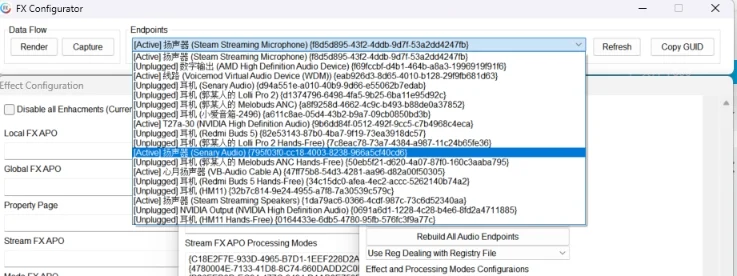 FX Configurator
Data Flow
Render
Capture
Endpoints
[Active] 扬声器 (Steam Streaming Microphone) {f8d5d895-43f2-4ddb-9d7f-53a2dd4247fb}
Refresh
Copy GUID
[Active] 扬声器 (Steam Streaming Microphone) {f8d5d895-43f2-4ddb-9d7f-53a2dd4247fb}
[Unplugged] 数字输出 (AMD High Definition Audio Device) {f69fccbf-d4b1-464b-a8a3-1996919f91f6}
[Active] 线路 (Voicemod Virtual Audio Device (WDM)) {eab926d3-8d65-4010-b128-29f9fb681d63}
[Unplugged] 耳机 (Senary Audio) {d94a551e-a010-40b9-9d66-e55062b7edab}
[Unplugged] 耳机 (郭某人的 Lolli Pro 2) {d1374796-6498-4fa5-9b25-6ba11e95d92c}
[Unplugged] 耳机 (郭某人的 Melobuds ANC) {a8f9258d-4662-4c9c-b493-b88de0a37852}
[Unplugged] 耳机 (小爱音箱-2496) {a611c8ae-05d4-43b2-b9a7-09cb0850bd3b}
[Active] T27a-30 (NVIDIA High Definition Audio) {9b6dd84f-0512-492f-9cc5-c7b4968c4eca}
[Unplugged] 耳机 (Redmi Buds 5) {82e53143-87b0-4ba7-9f19-73ea3918dc57}
[Unplugged] 耳机 (郭某人的 Lolli Pro 2 Hands-Free) {7c8eac78-73a7-4384-a987-11c24b65fe36}
[Active] 扬声器 (Senary Audio) {795f03f0-cc18-4003-8238-966a5cf40cd6}
[Unplugged] 耳机 (郭某人的 Melobuds ANC Hands-Free) {50eb5f21-d620-4a07-87f0-160c3aaba795}
[Active] 心月扬声器 (VB-Audio Cable A) {47ff75b8-54d3-4281-aa96-d82a00f50305}
[Unplugged] 耳机 (Redmi Buds 5 Hands-Free) {34c15dc0-afea-4ec2-accc-5262140b74a2}
[Unplugged] 耳机 (HM11) {32b7c814-9e24-4955-a7f8-7a30539c579c}
[Active] 扬声器 (Steam Streaming Speakers) {1da79ac6-0366-4cdf-987c-73c6d52340aa}
[Unplugged] NVIDIA Output (NVIDIA High Definition Audio) {0691a6d1-1228-4c28-b4e6-8fd2a4711885}
[Unplugged] 耳机 (HM11 Hands-Free) {0164433e-6db5-4780-95fb-576fc3f9a77c}
Effect Configurator
Disable all Enhacments (Curren
Local FX APO
Global FX APO
Property Page
Stream FX APO
Stream FX APO Processing Modes
{C18E2F7E-933D-4965-B7D1-1EEF228D2A
{4780004E-7133-41D8-8C74-660DADD2C0
Rebuild All Audio Endpoints
Use Reg Dealing with Registry File
Effect and Processing Modes Configuraions